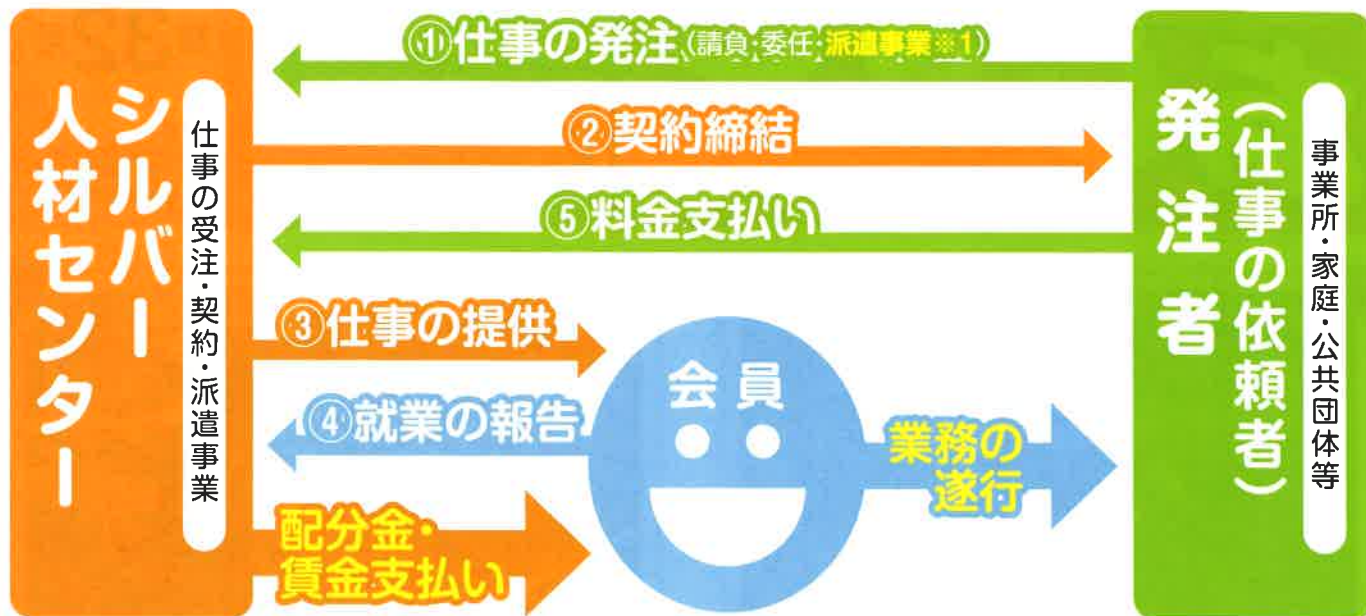 シルバー
人材センター
仕事の受注・契約・派遣事業
①仕事の発注(請負・委任・派遣事業※1)
②契約締結
⑤料金支払い
③仕事の提供
④就業の報告
配分金・
賃金支払い
会員
業務の
遂行
発注者
(仕事の依頼者)
事業所・家庭・公共団体等